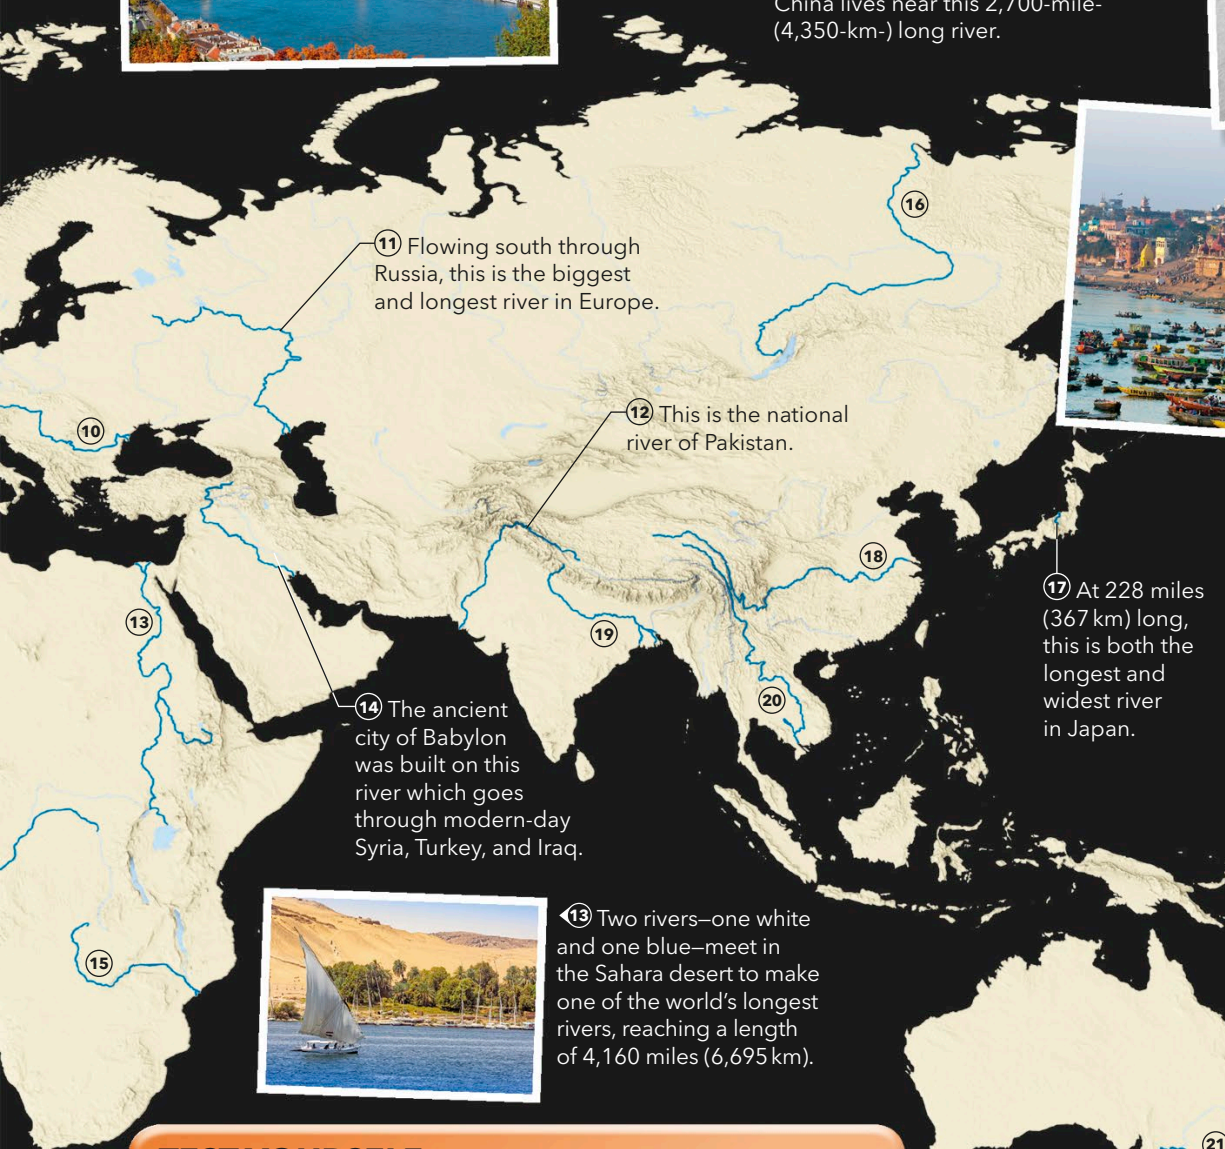 China lives near this 2,700-mile-
(4,350-km-) long river.
16
11 Flowing south through
Russia, this is the biggest
and longest river in Europe.
12 This is the national
river of Pakistan.
10
18
17 At 228 miles
(367 km) long,
this is both the
longest and
widest river
in Japan.
13
19
20
14 The ancient
city of Babylon
was built on this
river which goes
through modern-day
Syria, Turkey, and Iraq.
13 Two rivers—one white
and one blue—meet in
the Sahara desert to make
one of the world's longest
rivers, reaching a length
of 4,160 miles (6,695 km).
15
21